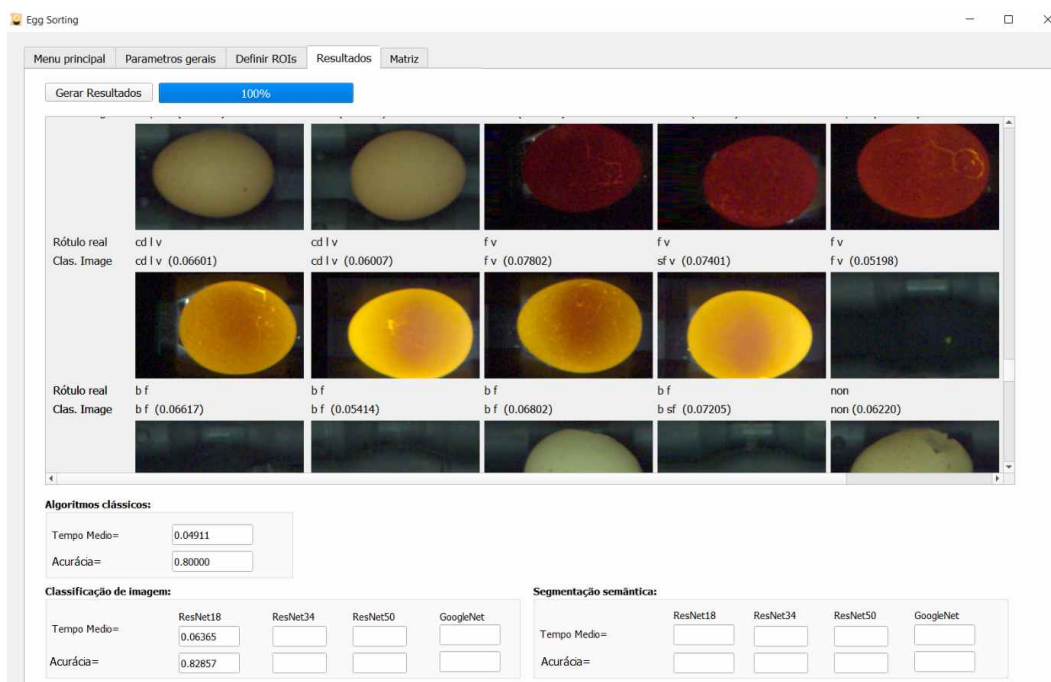 Egg Sorting
Menu principal Parametros gerais Definir ROIs Resultados Matriz
Gerar Resultados 100%
Rótulo real cd l v cd l v f v f v f v
Clas. Image cd l v (0.06601) cd l v (0.06007) f v (0.07802) sf v (0.07401) f v (0.05198)
Rótulo real b f b f b f b f non
Clas. Image b f (0.06617) b f (0.05414) b f (0.06802) b sf (0.07205) non (0.06220)
Algoritmos clássicos:
Tempo Medio= 0.04911
Acurácia= 0.80000
Classificação de imagem:
ResNet18 ResNet34 ResNet50 GoogleNet
Tempo Medio= 0.06365
Acurácia= 0.82857
Segmentação semântica:
ResNet18 ResNet34 ResNet50 GoogleNet
Tempo Medio=
Acurácia=